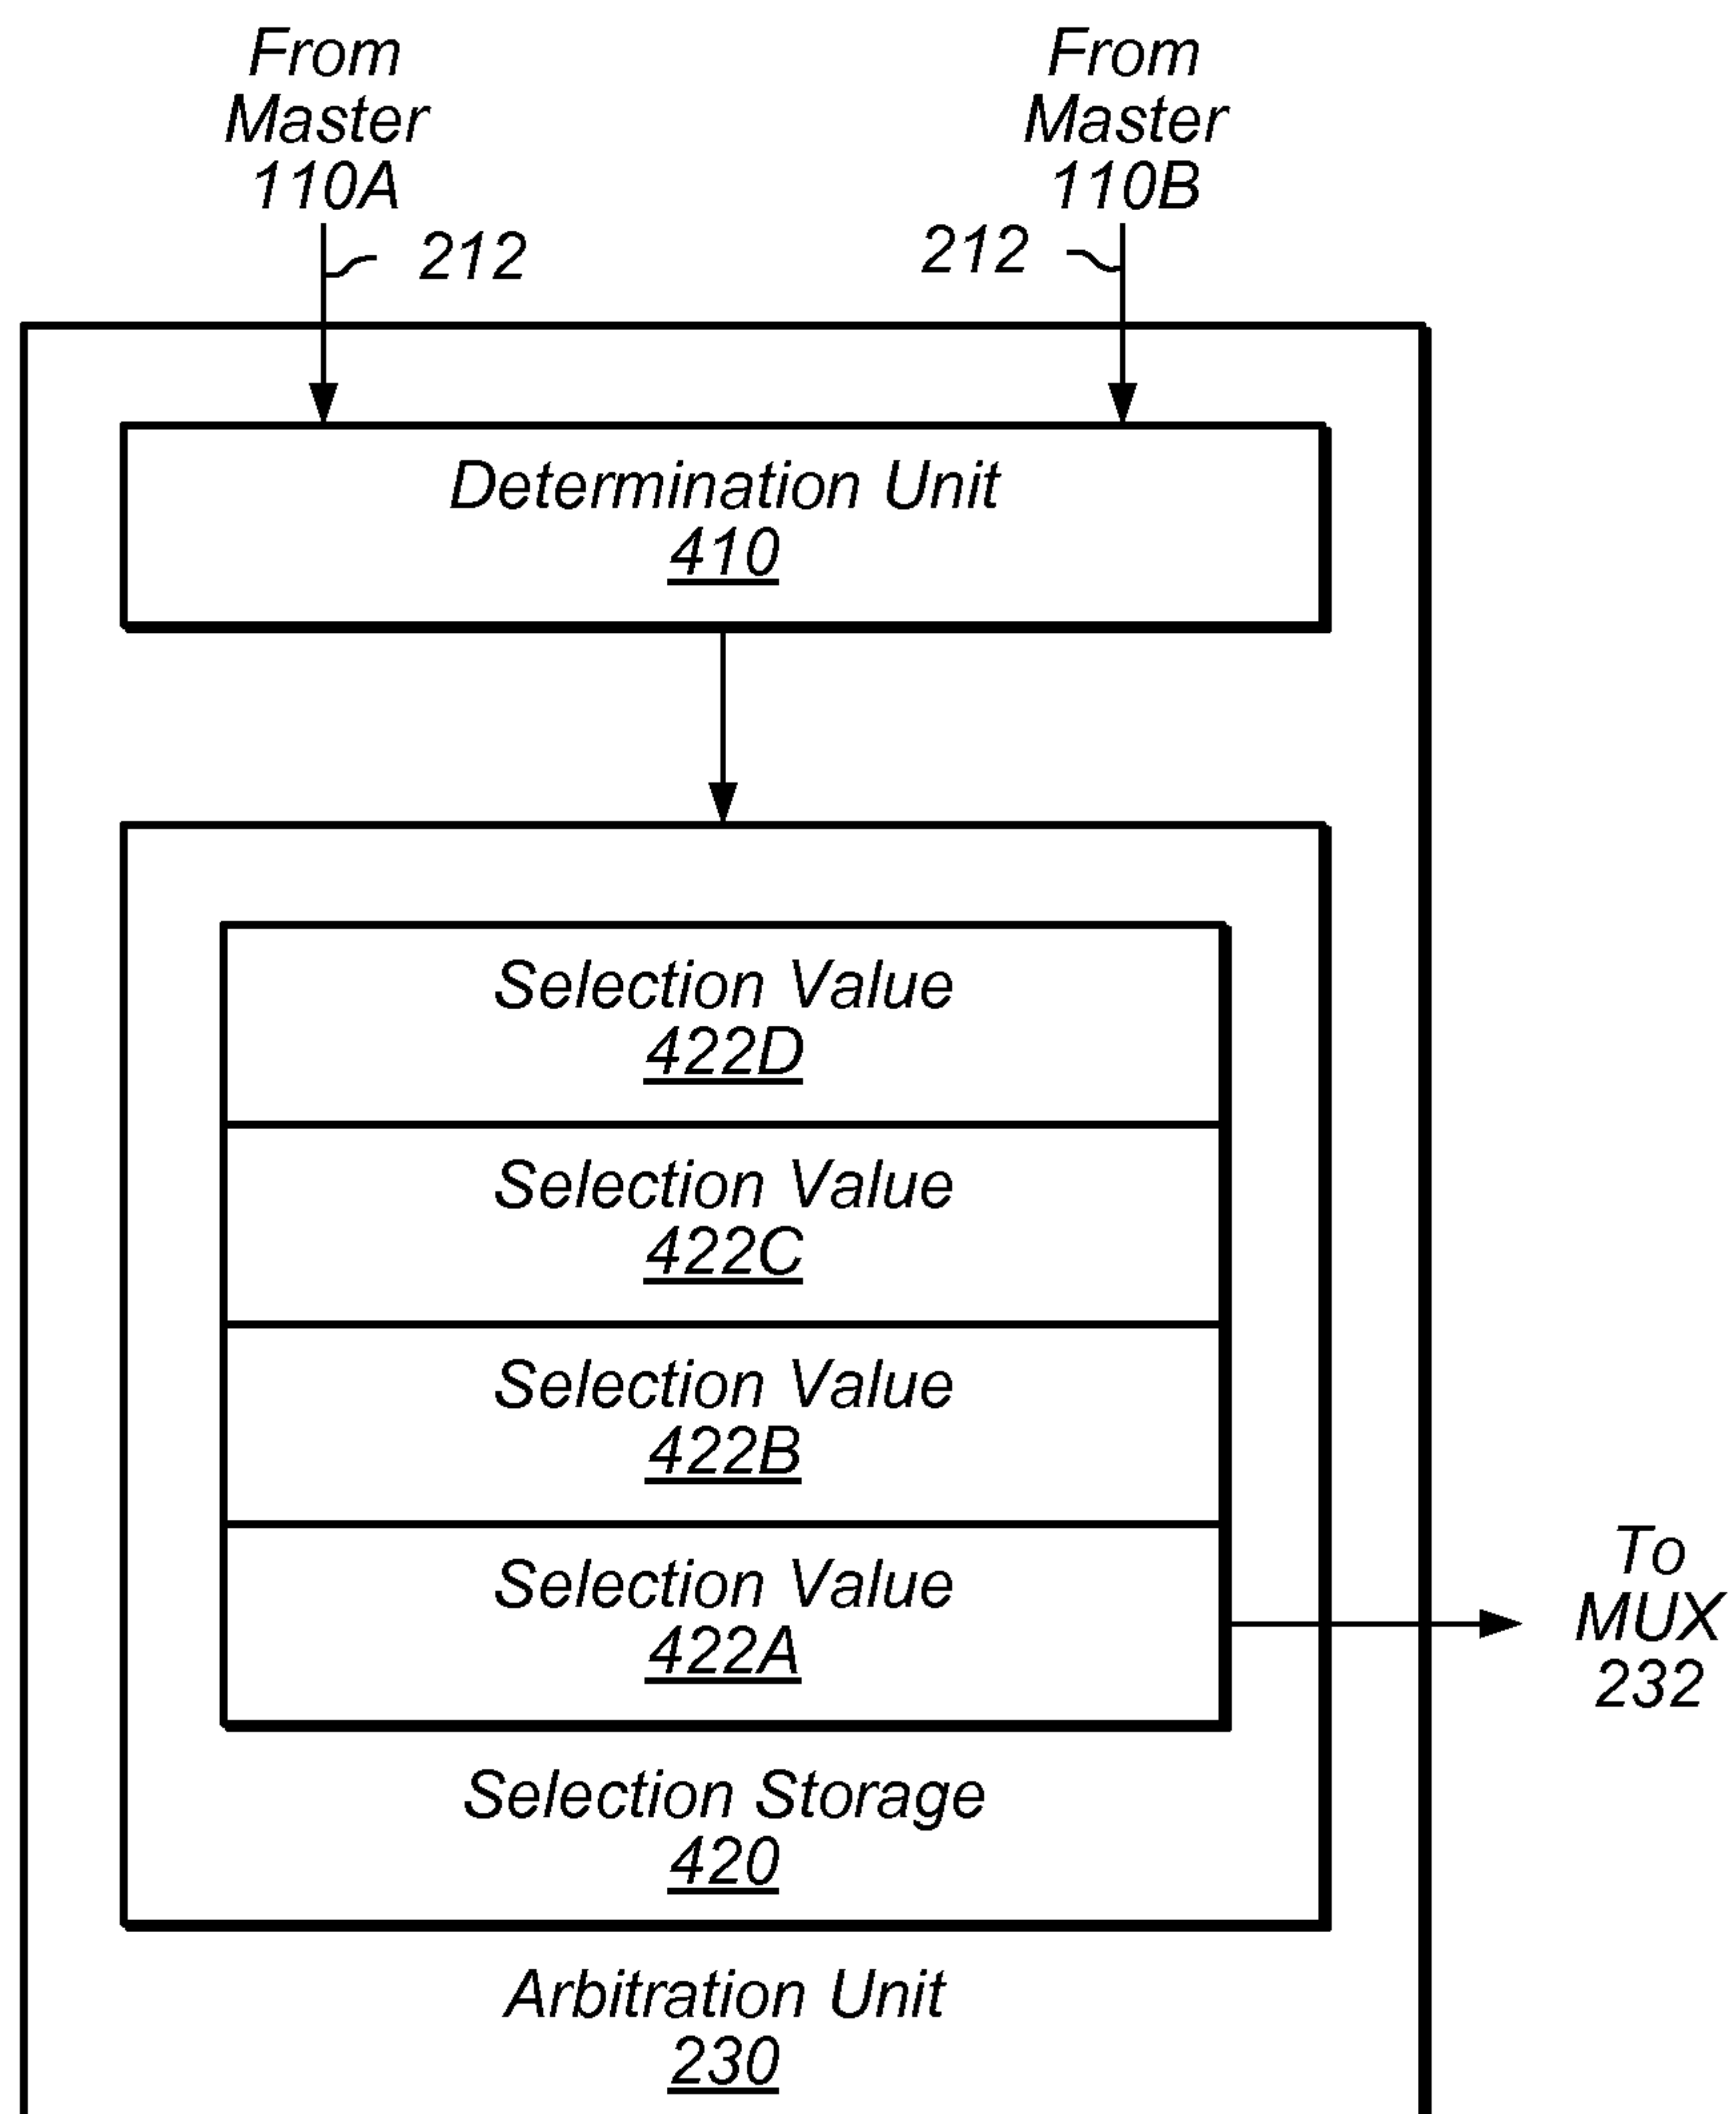 From
Master
110A
From
Master
110B
212
212
Determination Unit
410
Selection Value
422D
Selection Value
422C
Selection Value
422B
Selection Value
422A
To
MUX
232
Selection Storage
420
Arbitration Unit
230